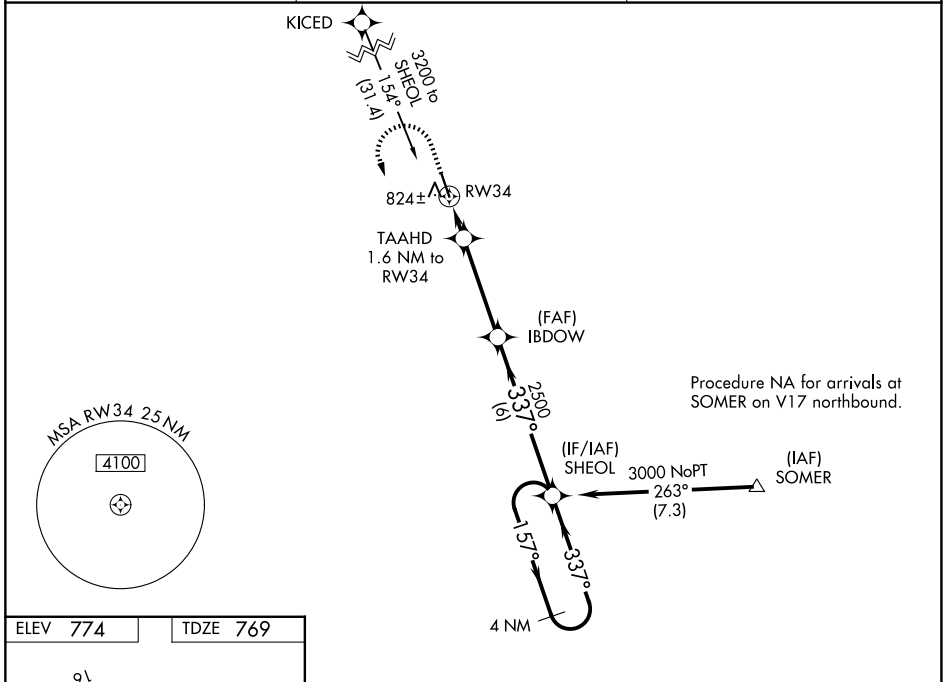 KICED
3200 to
SHEOL
154°
(31.4)
824±
RW34
TAAHD
1.6 NM to
RW34
(FAF)
IBDOW
2500
337°
(6)
Procedure NA for arrivals at
SOMER on V17 northbound.
MSA RW34 25 NM
4100
(IF/IAF)
SHEOL
3000 NoPT
263°
(7.3)
(IAF)
SOMER
157°
337°
4 NM
ELEV 774
TDZE 769
16